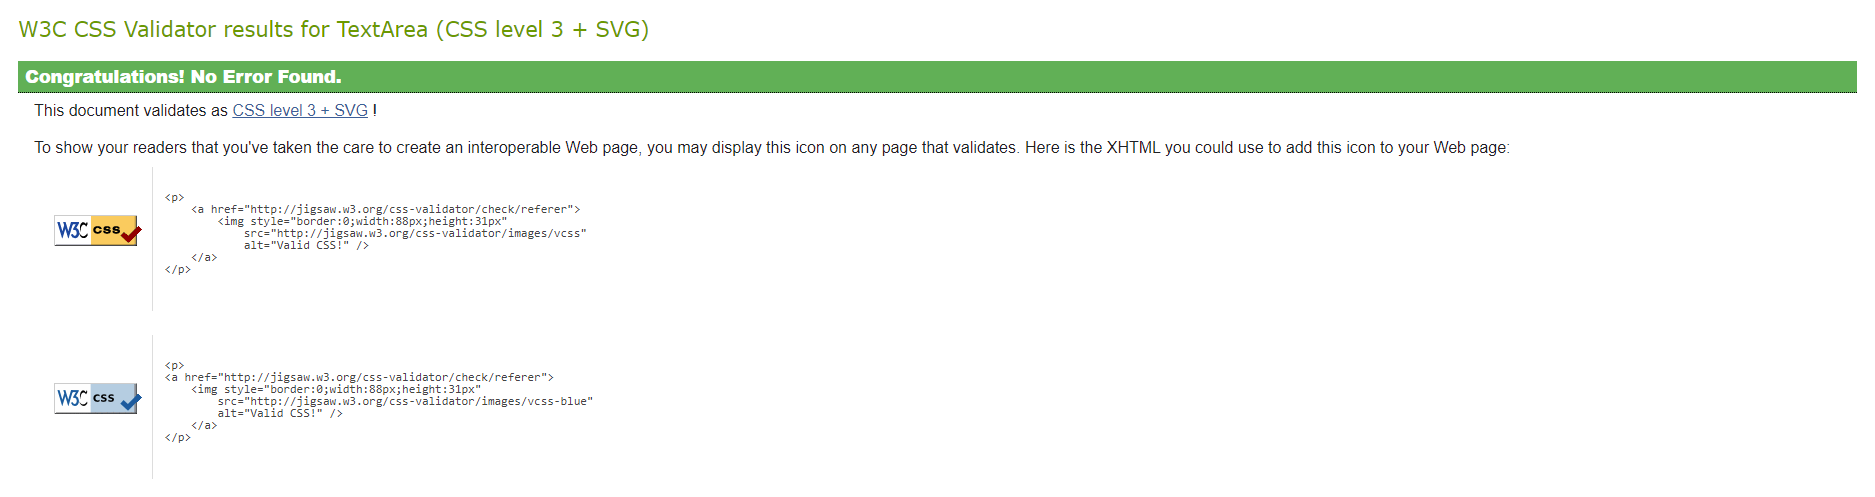 W3C CSS Validator results for TextArea (CSS level 3 + SVG)
Congratulations! No Error Found.
This document validates as CSS level 3 + SVG !
To show your readers that you've taken the care to create an interoperable Web page, you may display this icon on any page that validates. Here is the XHTML you could use to add this icon to your Web page:
W3C css
<p>
    <a href="http://jigsaw.w3.org/css-validator/check/referer">
        <img style="border:0;width:88px;height:31px"
            src="http://jigsaw.w3.org/css-validator/images/vcss"
            alt="Valid CSS!" />
    </a>
</p>
W3C css
<p>
<a href="http://jigsaw.w3.org/css-validator/check/referer">
    <img style="border:0;width:88px;height:31px"
        src="http://jigsaw.w3.org/css-validator/images/vcss-blue"
        alt="Valid CSS!" />
    </a>
</p>